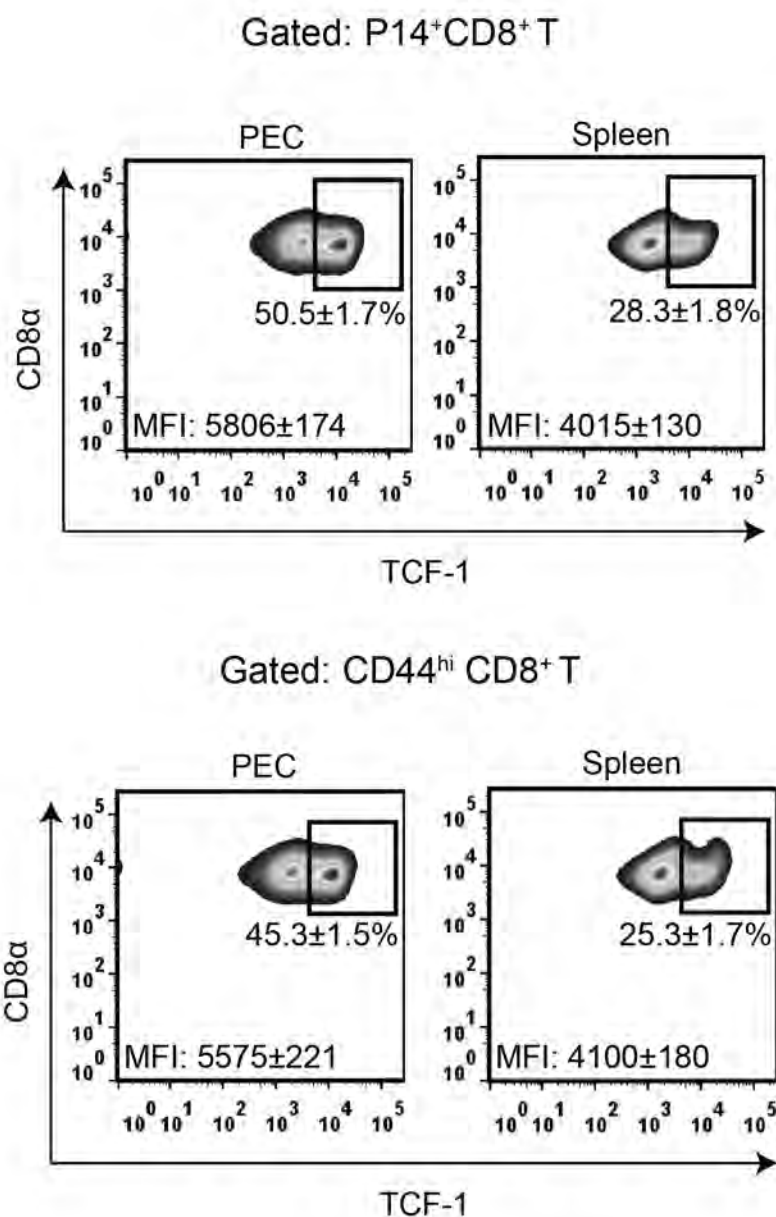 Gated: P14⁺CD8⁺ T
PEC Spleen
CD8α
10⁵ 10⁵
10⁴ 10⁴
10³ 10³
50.5±1.7% 28.3±1.8%
10² 10²
10¹ 10¹
10⁰ 10⁰
MFI: 5806±174 MFI: 4015±130
10⁰ 10¹ 10² 10³ 10⁴ 10⁵ 10⁰ 10¹ 10² 10³ 10⁴ 10⁵
TCF-1
Gated: CD44ʰⁱ CD8⁺ T
PEC Spleen
CD8α
10⁵ 10⁵
10⁴ 10⁴
10³ 10³
45.3±1.5% 25.3±1.7%
10² 10²
10¹ 10¹
10⁰ 10⁰
MFI: 5575±221 MFI: 4100±180
10⁰ 10¹ 10² 10³ 10⁴ 10⁵ 10⁰ 10¹ 10² 10³ 10⁴ 10⁵
TCF-1